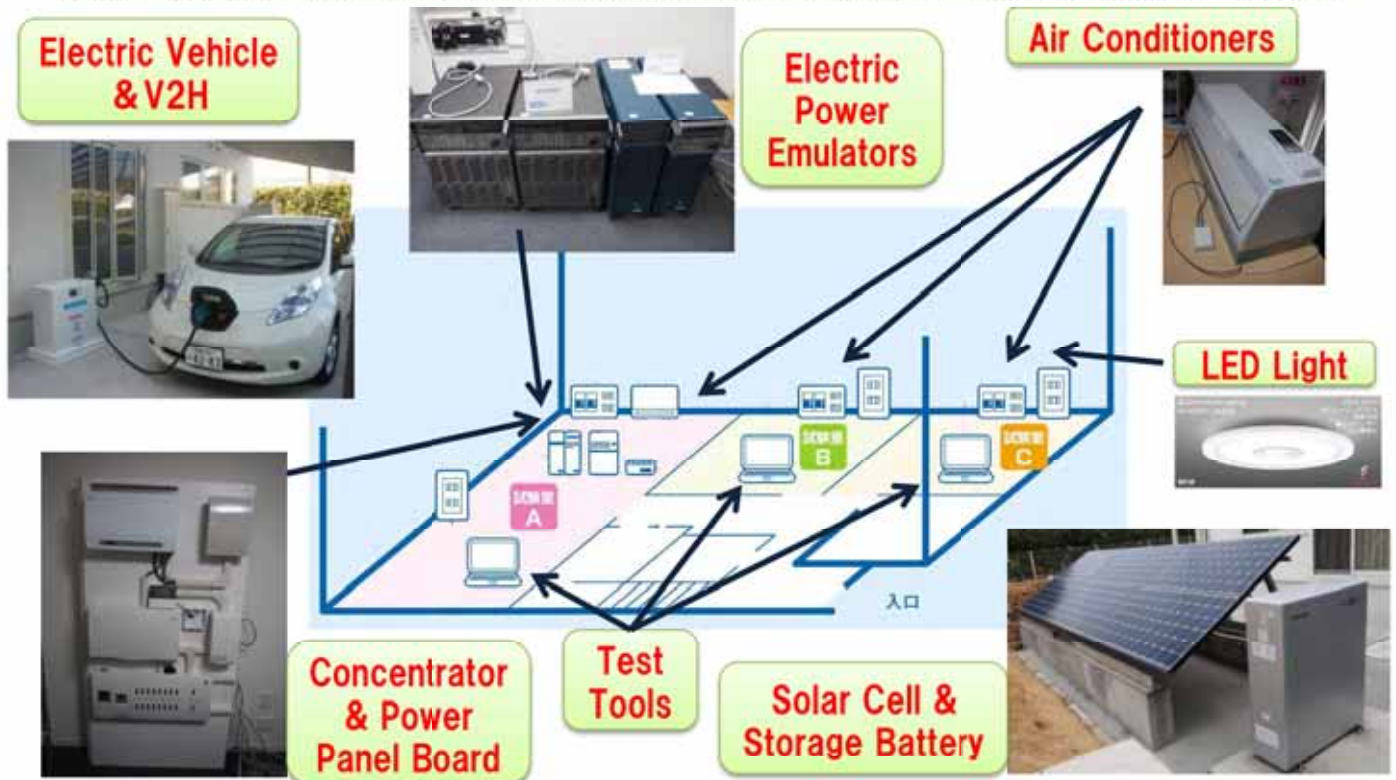 Electric Vehicle
& V2H
Electric
Power
Emulators
Air Conditioners
LED Light
試験室
A
試験室
B
試験室
C
入口
Concentrator
& Power
Panel Board
Test
Tools
Solar Cell &
Storage Battery